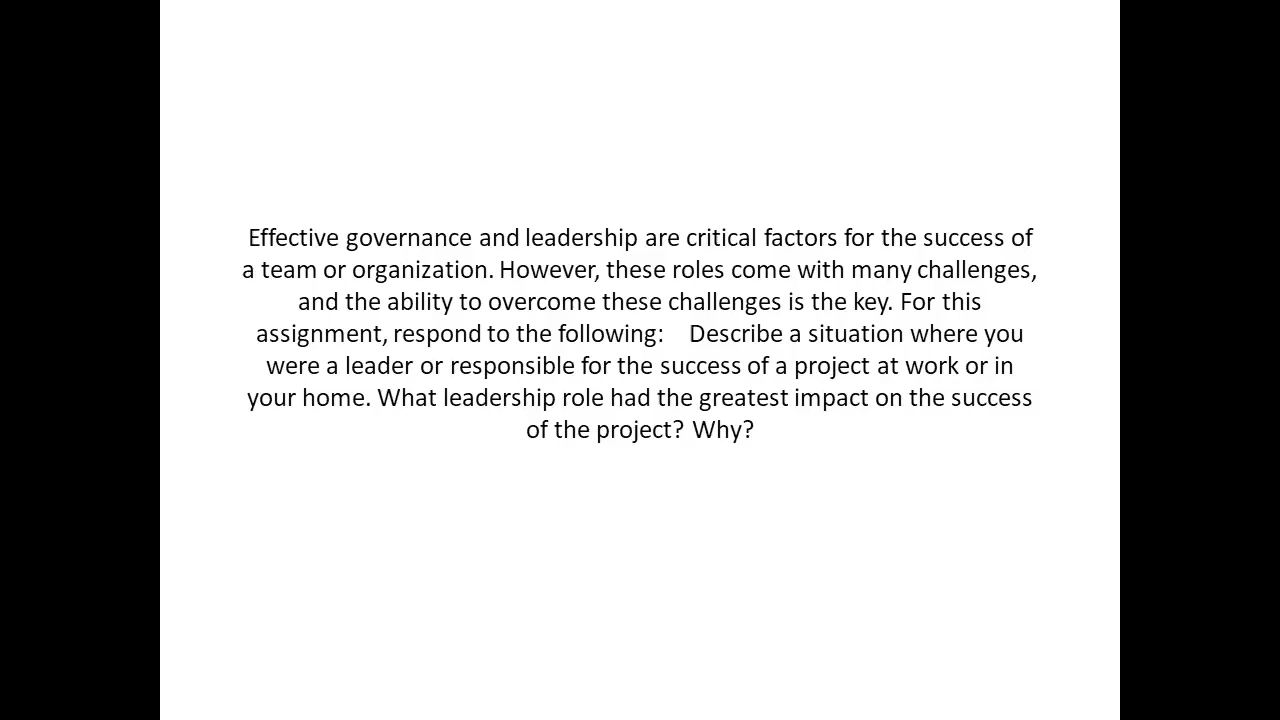 Effective governance and leadership are critical factors for the success of
a team or organization. However, these roles come with many challenges,
and the ability to overcome these challenges is the key. For this
assignment, respond to the following:    Describe a situation where you
were a leader or responsible for the success of a project at work or in
your home. What leadership role had the greatest impact on the success
of the project? Why?